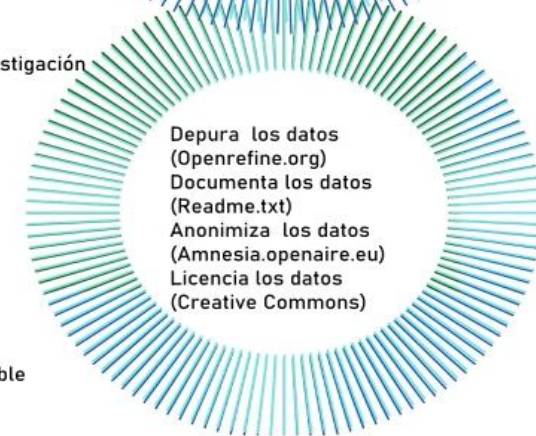 stigación
Depura los datos
(Openrefine.org)
Documenta los datos
(Readme.txt)
Anonimiza los datos
(Amnesia.openaire.eu)
Licencia los datos
(Creative Commons)
ble